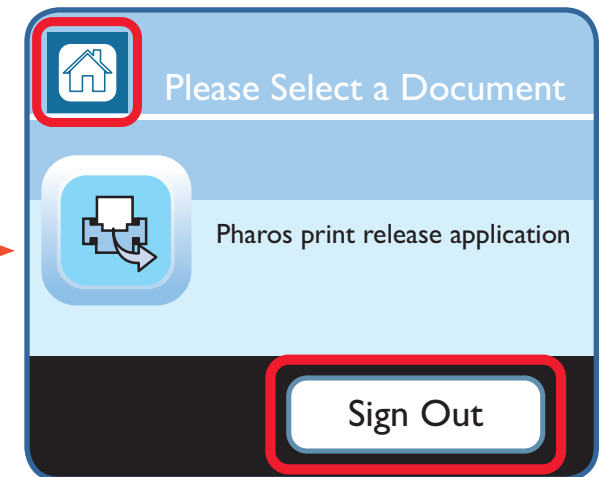 Please Select a Document
Pharos print release application
Sign Out